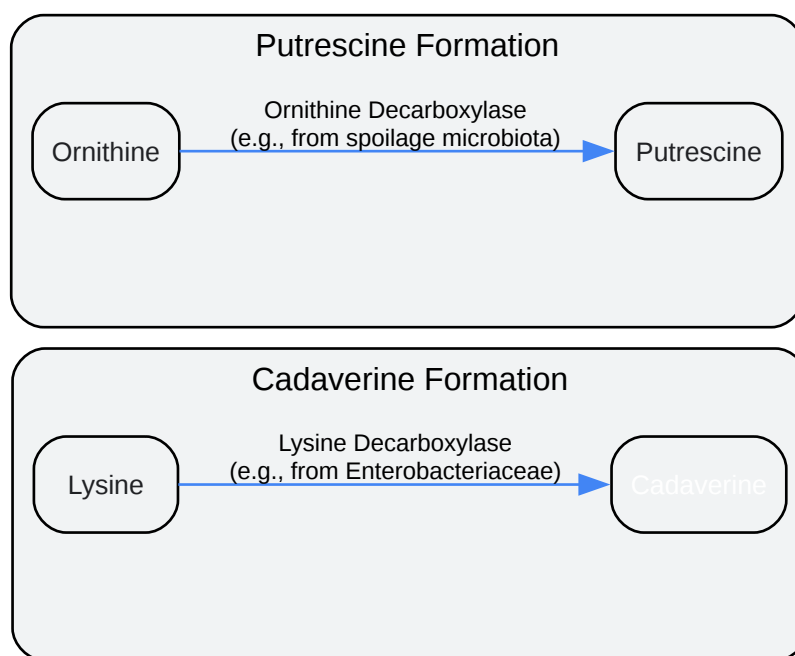 Putrescine Formation
Ornithine Decarboxylase
(e.g., from spoilage microbiota)
Ornithine
Putrescine
Cadaverine Formation
Lysine Decarboxylase
(e.g., from Enterobacteriaceae)
Lysine
Cadaverine